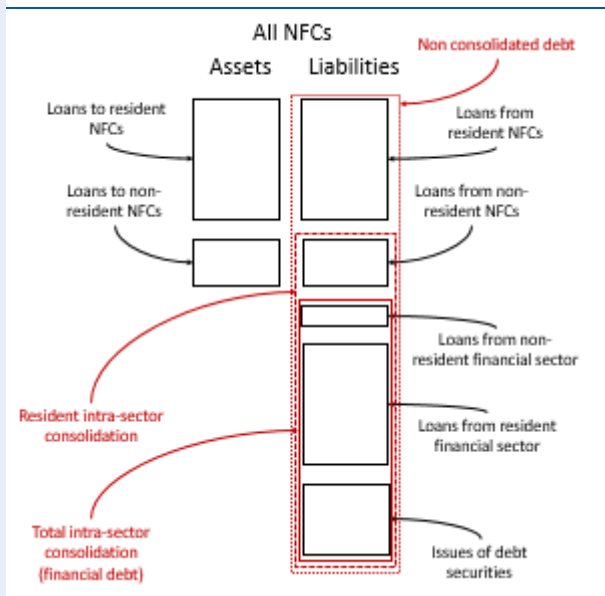 All NFCs
Assets
Liabilities
Non consolidated debt
Loans to resident
NFCs
Loans from
resident NFCs
Loans to non-
resident NFCs
Loans from non-
resident NFCs
Loans from non-
resident financial sector
Resident intra-sector
consolidation
Loans from resident
financial sector
Total intra-sector
consolidation
(financial debt)
Issues of debt
securities